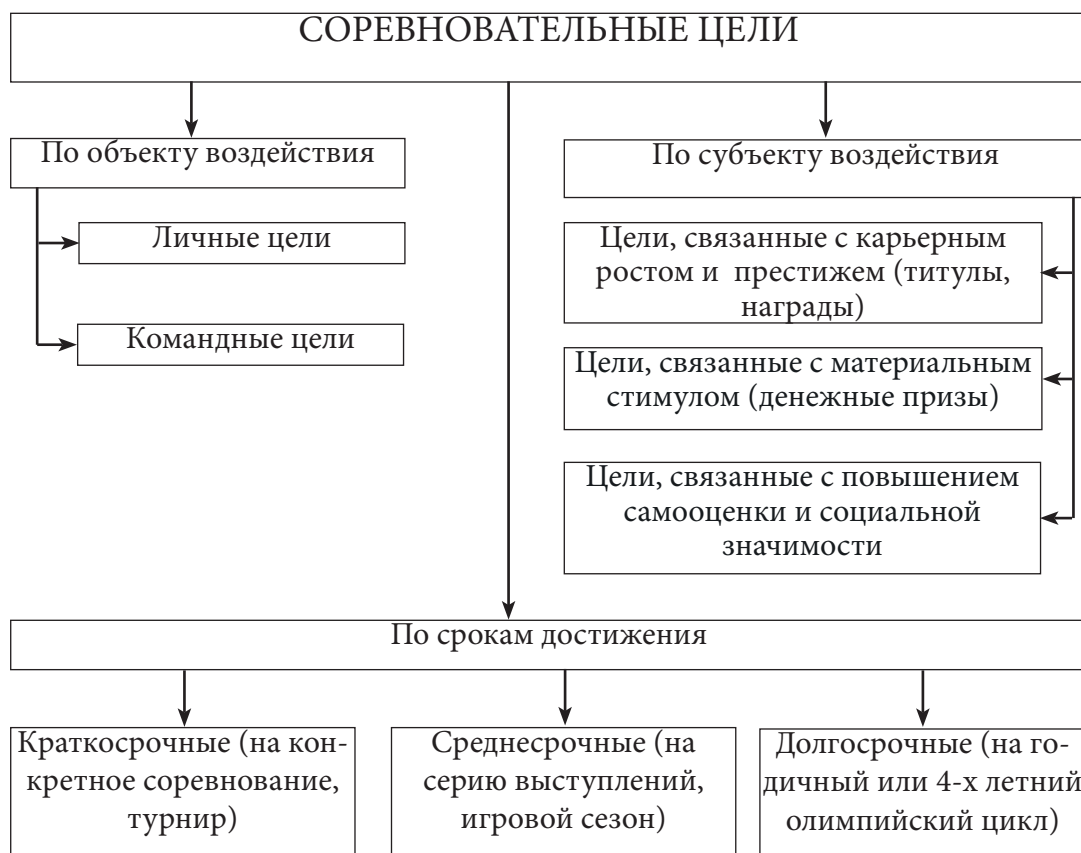 СОРЕВНОВАТЕЛЬНЫЕ ЦЕЛИ
По объекту воздействия
Личные цели
Командные цели
По субъекту воздействия
Цели, связанные с карьерным
ростом и престижем (титулы,
награды)
Цели, связанные с материальным
стимулом (денежные призы)
Цели, связанные с повышением
самооценки и социальной
значимости
По срокам достижения
Краткосрочные (на кон-
кретное соревнование,
турнир)
Среднесрочные (на
серию выступлений,
игровой сезон)
Долгосрочные (на го-
дичный или 4-х летний
олимпийский цикл)